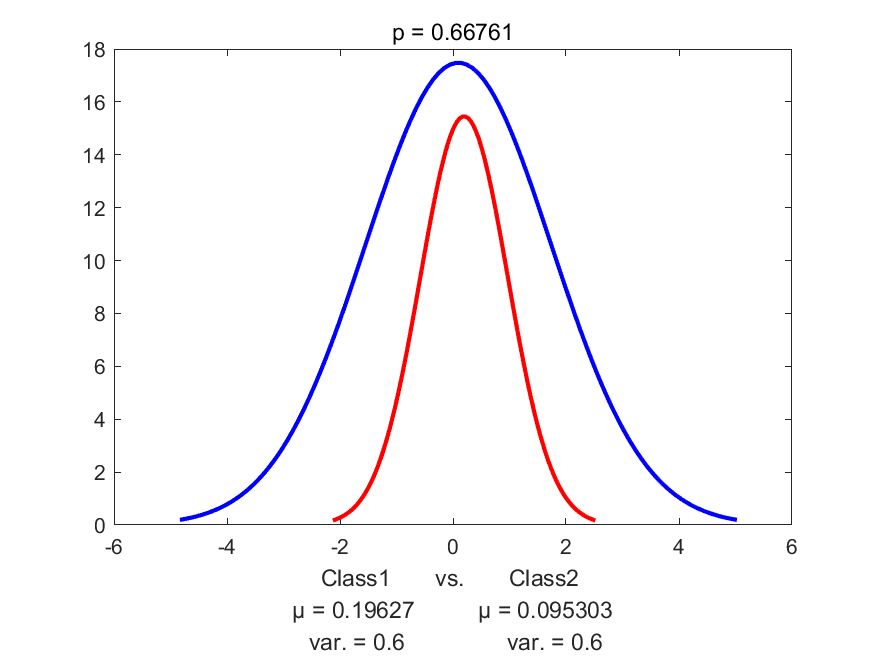 p = 0.66761
18
16
14
12
10
8
6
4
2
0
-6 -4 -2 0 2 4 6
Class1 vs. Class2
μ = 0.19627 μ = 0.095303
var. = 0.6 var. = 0.6